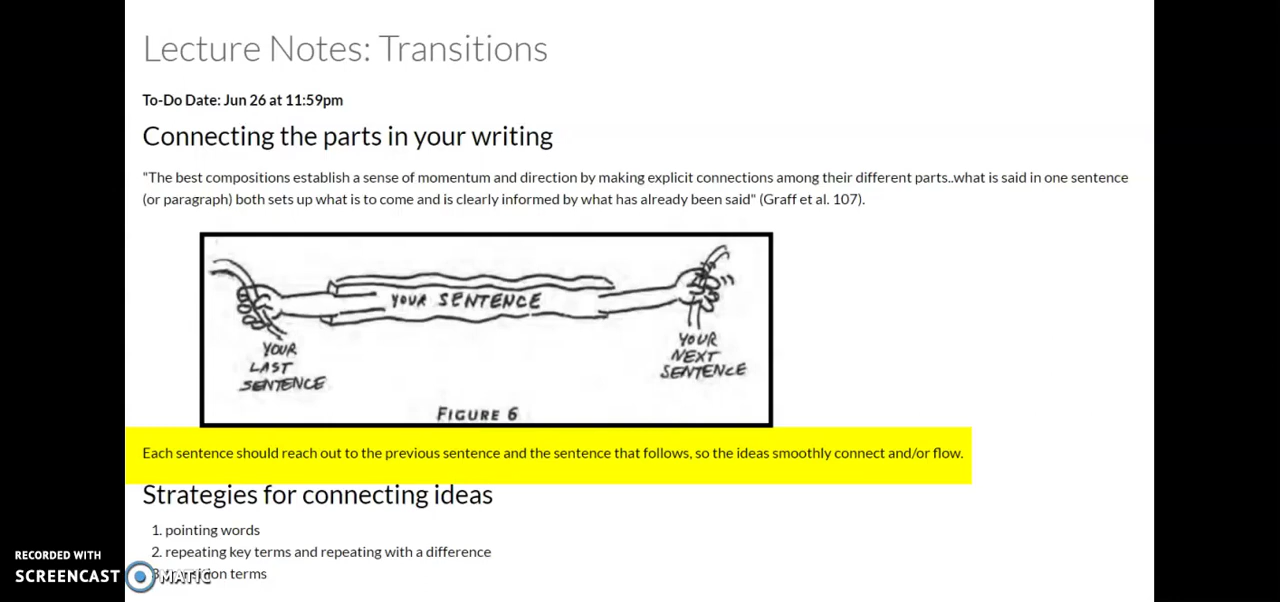 Lecture Notes: Transitions
To-Do Date: Jun 26 at 11:59pm
Connecting the parts in your writing
"The best compositions establish a sense of momentum and direction by making explicit connections among their different parts..what is said in one sentence
(or paragraph) both sets up what is to come and is clearly informed by what has already been said" (Graff et al. 107).
YOUR SENTENCE
YOUR
LAST
SENTENCE
YOUR
NEXT
SENTENCE
FIGURE 6
Each sentence should reach out to the previous sentence and the sentence that follows, so the ideas smoothly connect and/or flow.
Strategies for connecting ideas
1. pointing words
2. repeating key terms and repeating with a difference
terms
RECORDED WITH
SCREENCAST MATIC